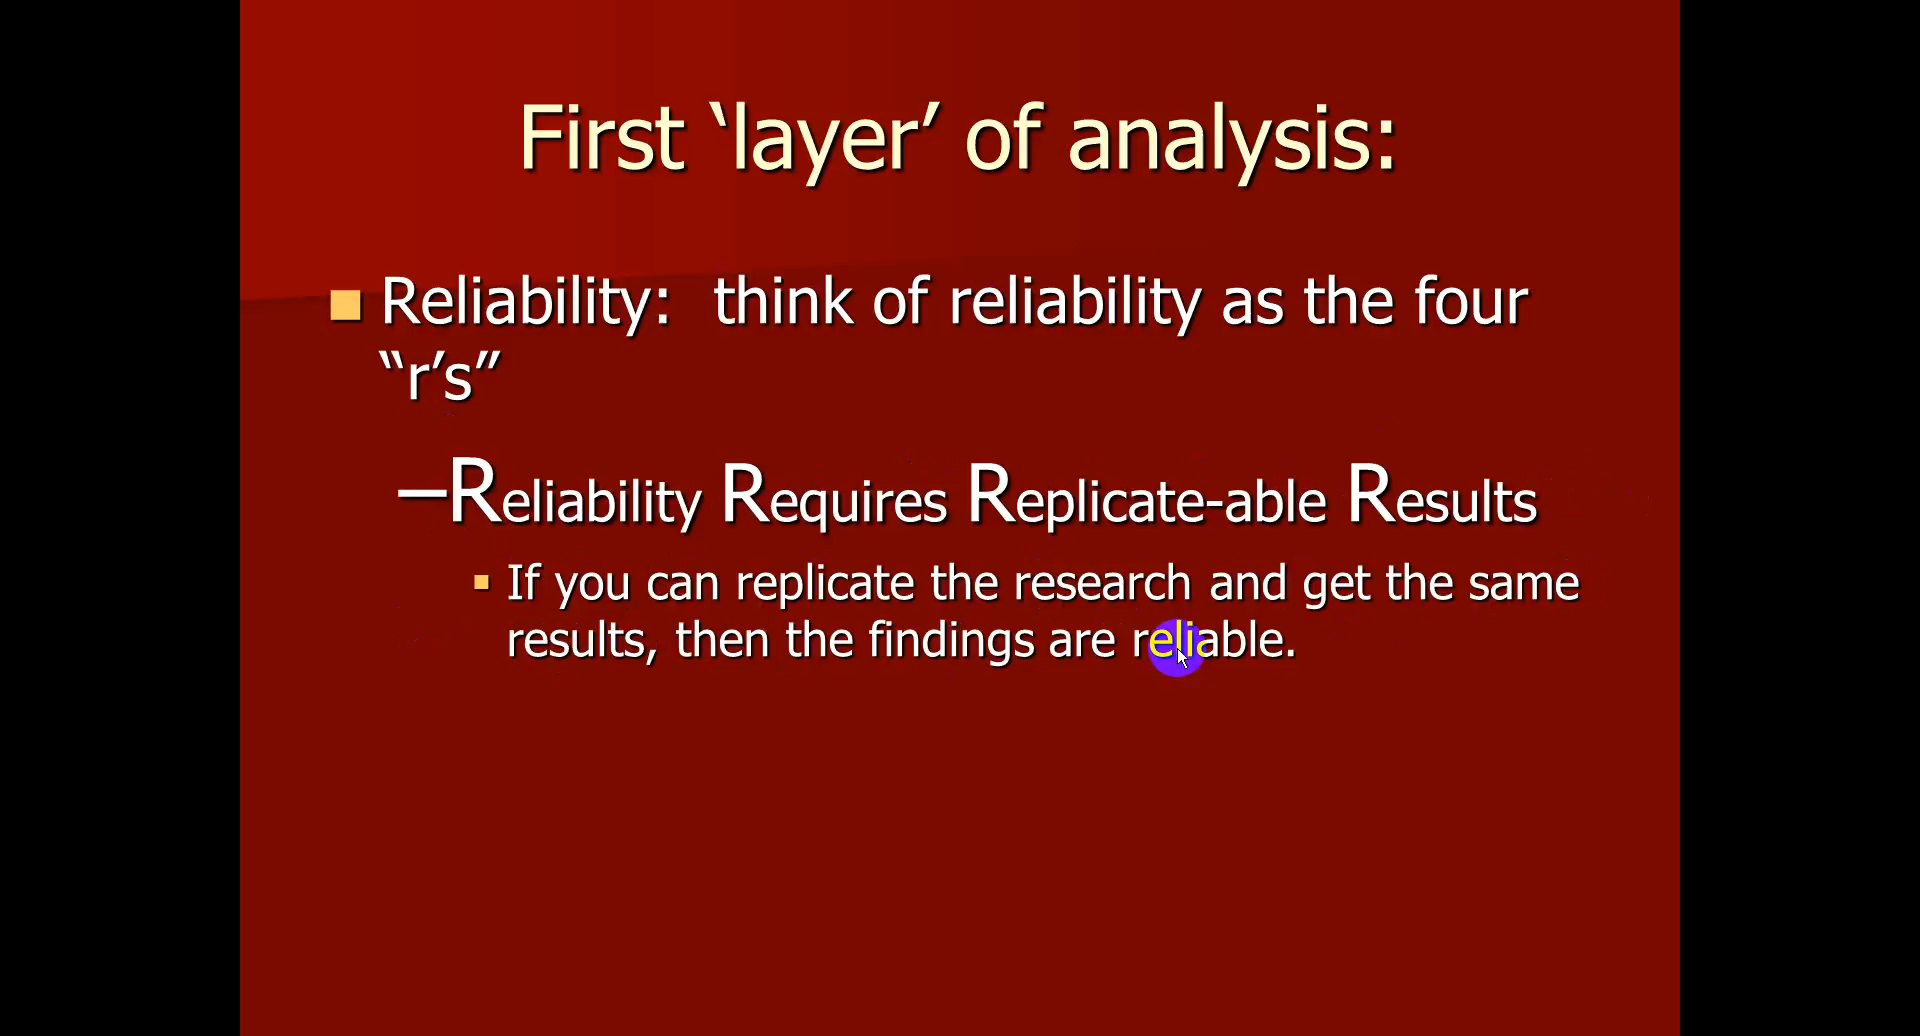 First ‘layer’ of analysis:
Reliability:  think of reliability as the four
“r’s”
–Reliability Requires Replicate-able Results
If you can replicate the research and get the same
results, then the findings are reliable.